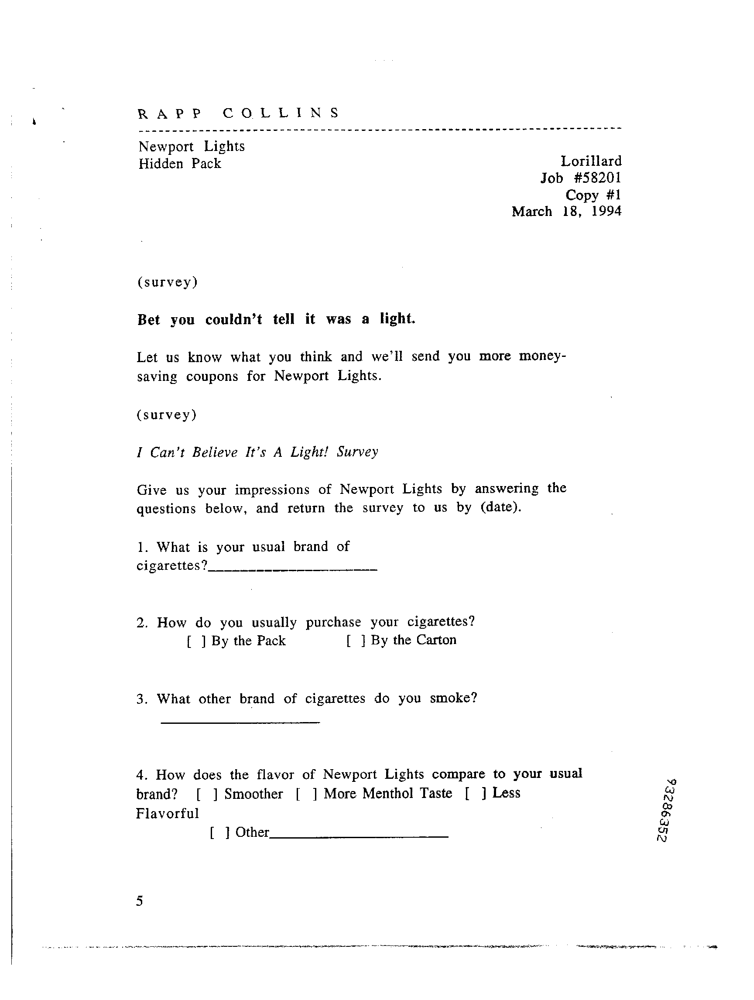 RAPP COLLINS
Newport Lights
Hidden Pack
Lorillard
Job #58201
Copy #1
March 18, 1994
(survey)
Bet you couldn't tell it was a light.
Let us know what you think and we'll send you more money-
saving coupons for Newport Lights.
(survey)
I Can't Believe It's A Light! Survey
Give us your impressions of Newport Lights by answering the
questions below, and return the survey to us by (date).
1. What is your usual brand of
cigarettes?______________________
2. How do you usually purchase your cigarettes?
[ ] By the Pack [ ] By the Carton
3. What other brand of cigarettes do you smoke?
____________________
4. How does the flavor of Newport Lights compare to your usual
brand? [ ] Smoother [ ] More Menthol Taste [ ] Less
Flavorful
[ ] Other______________________
5
93286352